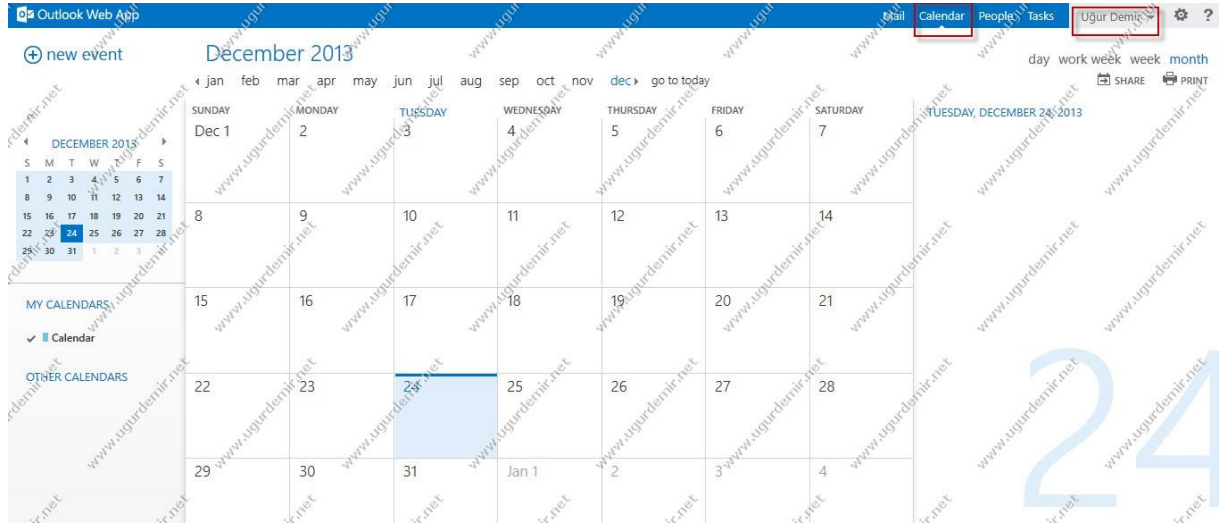 Outlook Web App Mail Calendar People Tasks Uğur Demir ?
new event
December 2013
day work week week month
jan feb mar apr may jun jul aug sep oct nov dec go to today
SHARE PRINT
SUNDAY MONDAY TUESDAY WEDNESDAY THURSDAY FRIDAY SATURDAY
TUESDAY, DECEMBER 24, 2013
Dec 1 2 3 4 5 6 7
DECEMBER 2013
S M T W T F S
1 2 3 4 5 6 7
8 9 10 11 12 13 14
15 16 17 18 19 20 21
22 23 24 25 26 27 28
29 30 31 1 2 3
8 9 10 11 12 13 14
MY CALENDARS
Calendar
OTHER CALENDARS
15 16 17 18 19 20 21
22 23 24 25 26 27 28
29 30 31 Jan 1 2 3 4
24
www.ugurdemir.net